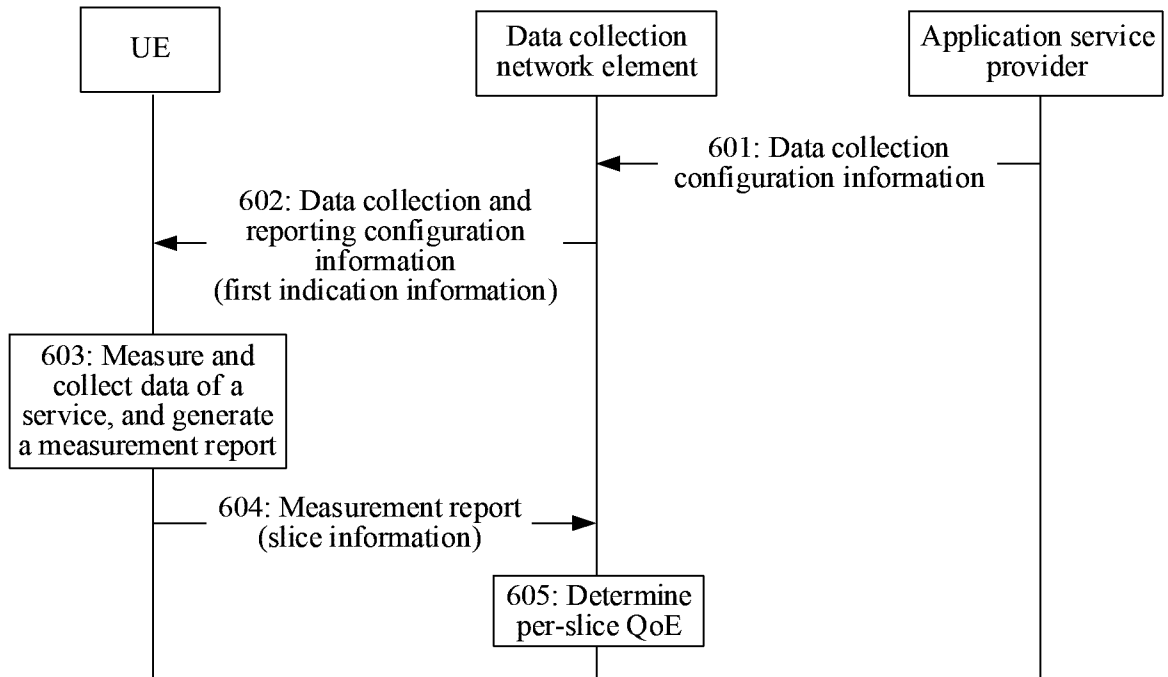 UE
Data collection
network element
Application service
provider
601: Data collection
configuration information
602: Data collection and
reporting configuration
information
(first indication information)
603: Measure and
collect data of a
service, and generate
a measurement report
604: Measurement report
(slice information)
605: Determine
per-slice QoE